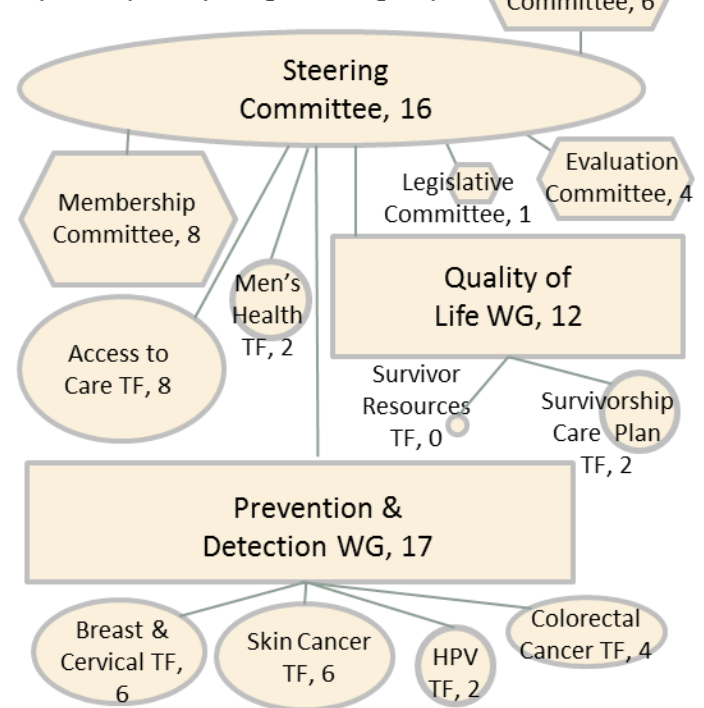 Committee, 6
Steering
Committee, 16
Membership
Committee, 8
Legislative
Committee, 1
Evaluation
Committee, 4
Men's
Health
TF, 2
Quality of
Life WG, 12
Access to
Care TF, 8
Survivor
Resources
TF, 0
Survivorship
Care Plan
TF, 2
Prevention &
Detection WG, 17
Breast &
Cervical TF,
6
Skin Cancer
TF, 6
HPV
TF, 2
Colorectal
Cancer TF, 4